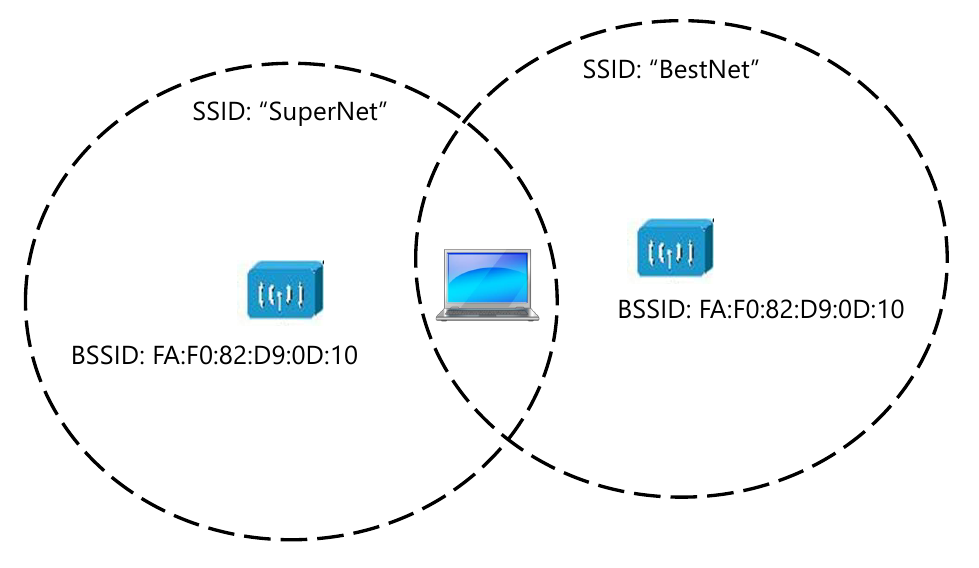 SSID: “SuperNet”
SSID: “BestNet”
BSSID: FA:F0:82:D9:0D:10
BSSID: FA:F0:82:D9:0D:10